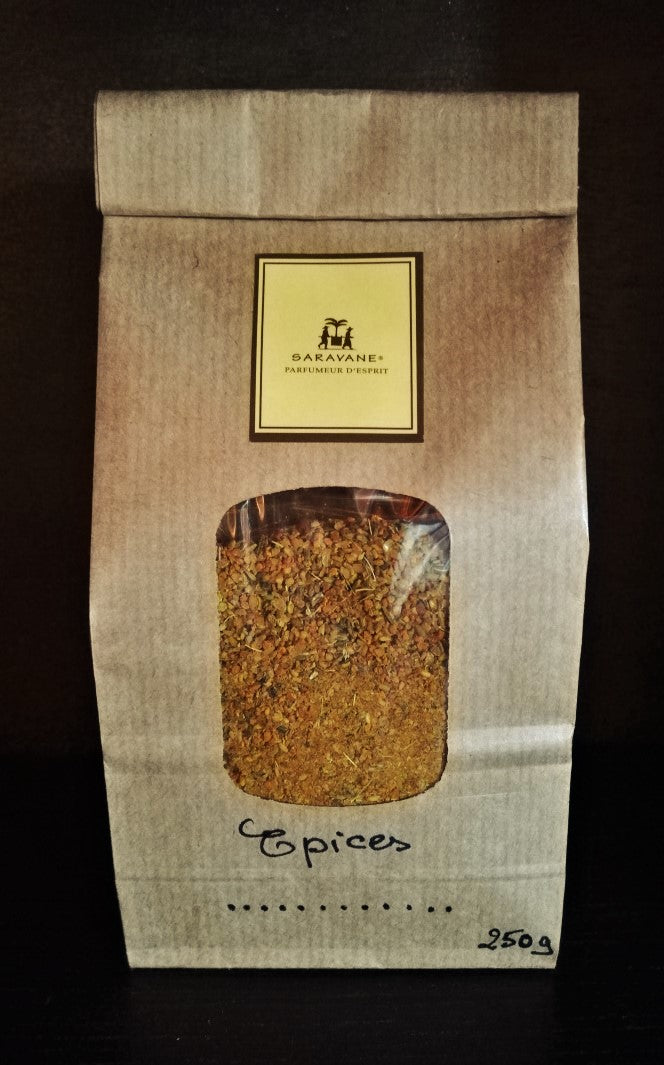 SARAVANE®
PARFUMEUR D'ESPRIT
Epices
.............
250g